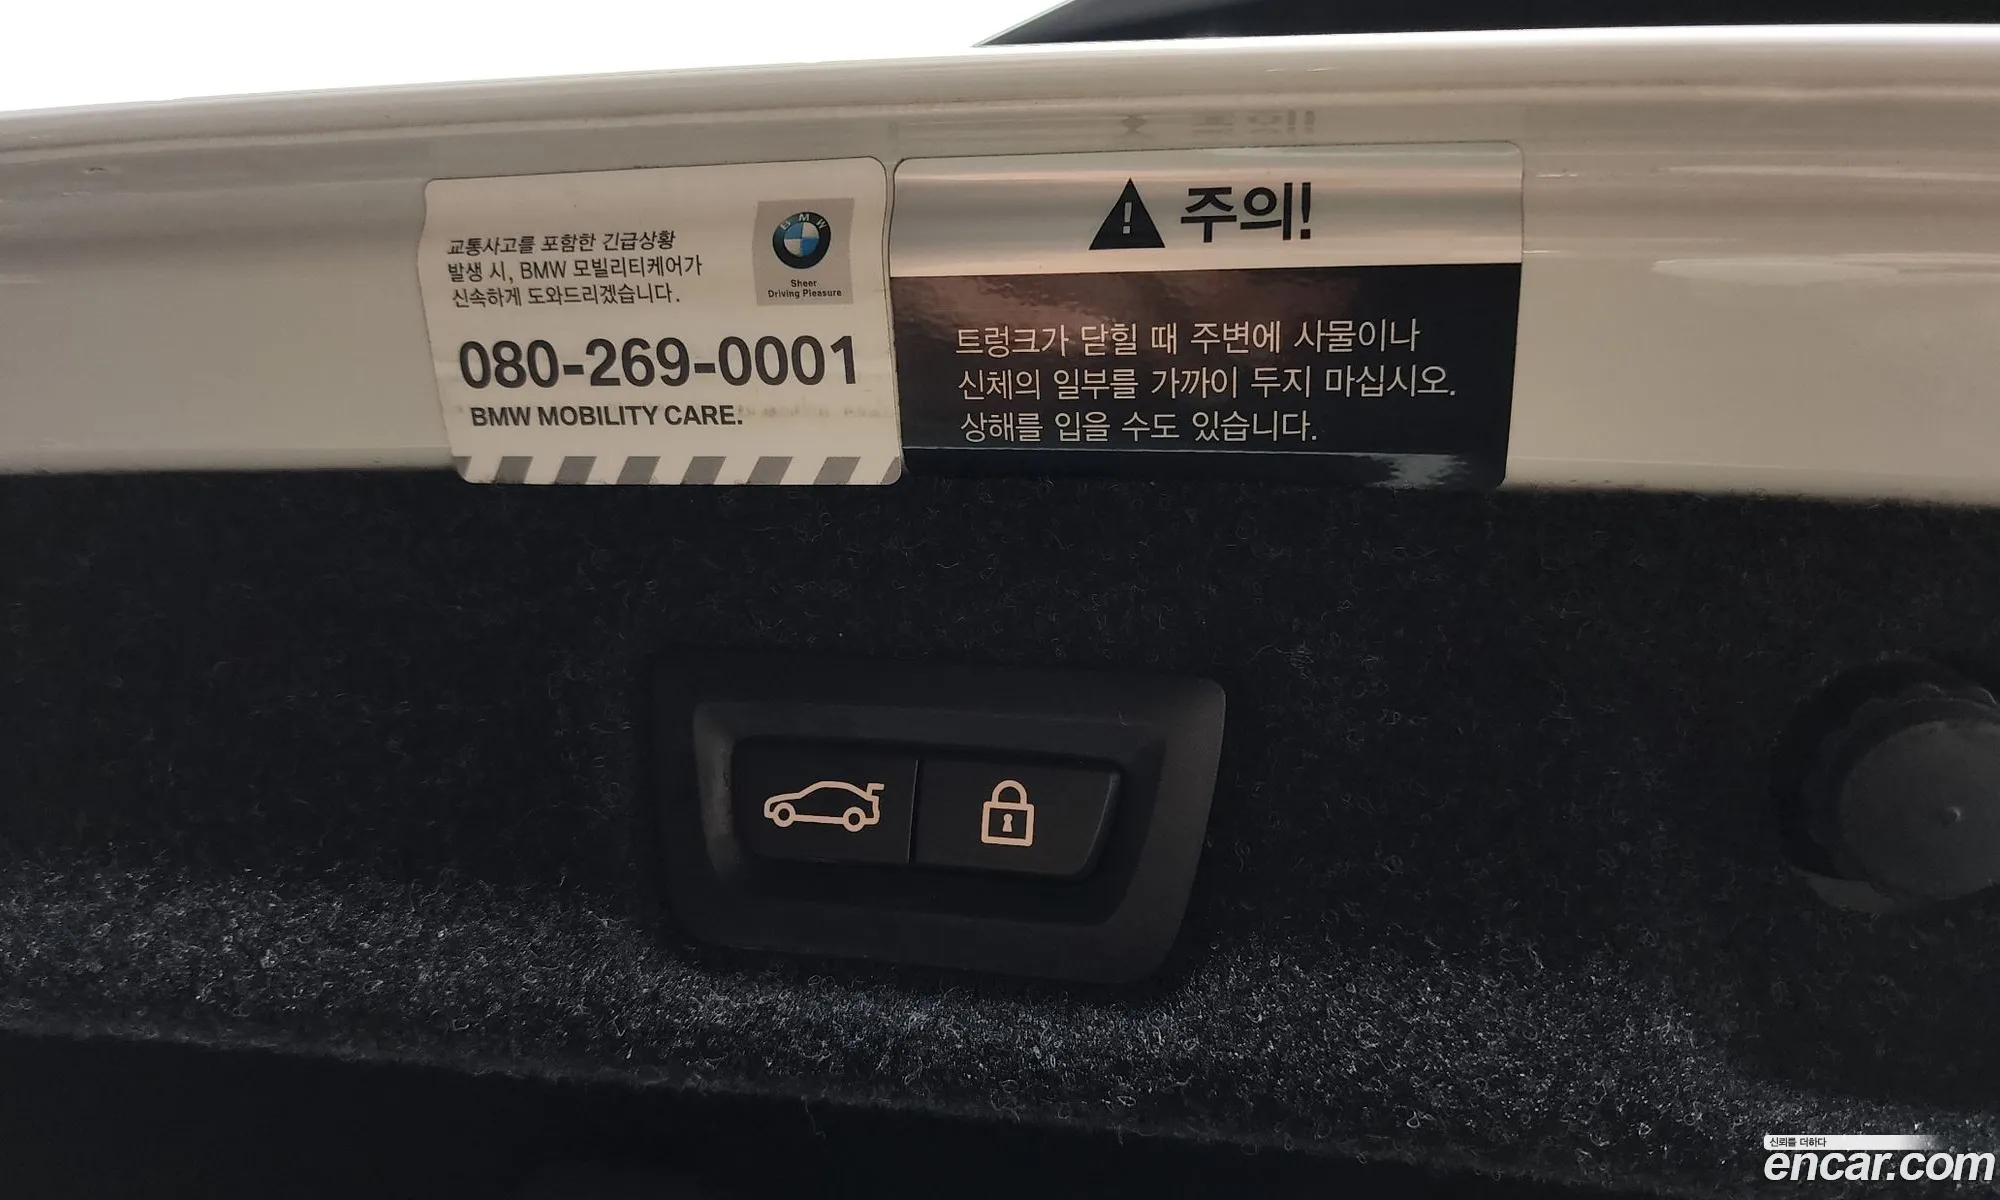 교통사고를 포함한 긴급상황
발생 시, BMW 모빌리티케어가
신속하게 도와드리겠습니다.
BMW
Sheer
Driving Pleasure
080-269-0001
BMW MOBILITY CARE.
주의!
트렁크가 닫힐 때 주변에 사물이나
신체의 일부를 가까이 두지 마십시오.
상해를 입을 수도 있습니다.
신뢰를 더하다
encar.com